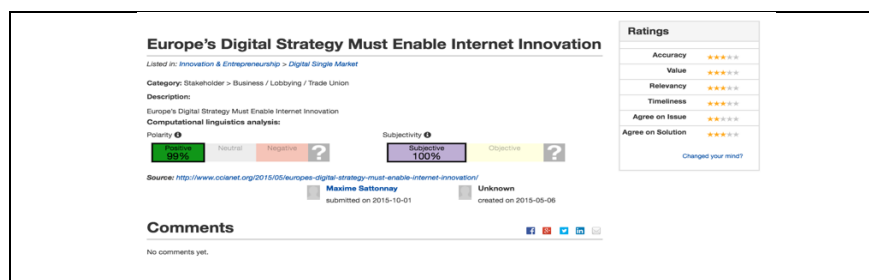 Europe's Digital Strategy Must Enable Internet Innovation
Listed in: Innovation & Entrepreneurship > Digital Single Market
Category: Stakeholder > Business / Lobbying / Trade Union
Description:
Europe's Digital Strategy Must Enable Internet Innovation
Computational linguistics analysis:
Polarity
Subjectivity
Positive 99% Neutral Negative ?
Subjective 100% Objective ?
Source: http://www.ccianet.org/2015/05/europes-digital-strategy-must-enable-internet-innovation/
Maxime Sattonnay
submitted on 2015-10-01
Unknown
created on 2015-05-06
Comments
No comments yet.
Ratings
Accuracy
Value
Relevancy
Timeliness
Agree on Issue
Agree on Solution
Changed your mind?